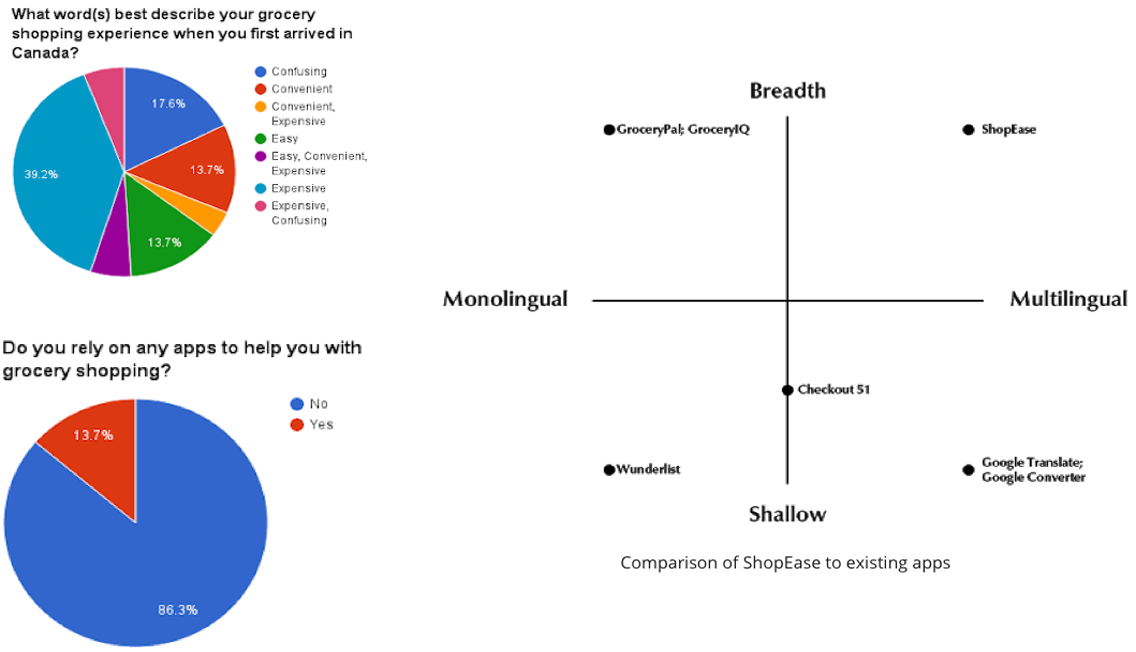 What word(s) best describe your grocery
shopping experience when you first arrived in
Canada?
Confusing
Convenient
Convenient,
Expensive
Easy
Easy, Convenient,
Expensive
Expensive
Expensive,
Confusing
17.6%
13.7%
13.7%
39.2%
Do you rely on any apps to help you with
grocery shopping?
No
Yes
13.7%
86.3%
Breadth
GroceryPal; GroceryIQ
ShopEase
Monolingual
Multilingual
Checkout 51
Wunderlist
Google Translate;
Google Converter
Shallow
Comparison of ShopEase to existing apps